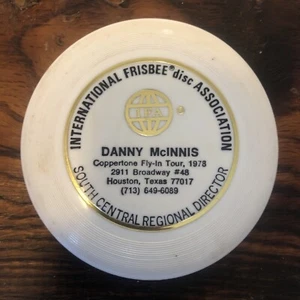 INTERNATIONAL FRISBEE® disc ASSOCIATION
IFA
DANNY McINNIS
Coppertone Fly-In Tour, 1978
2911 Broadway #48
Houston, Texas 77017
(713) 649-6089
SOUTH CENTRAL REGIONAL DIRECTOR